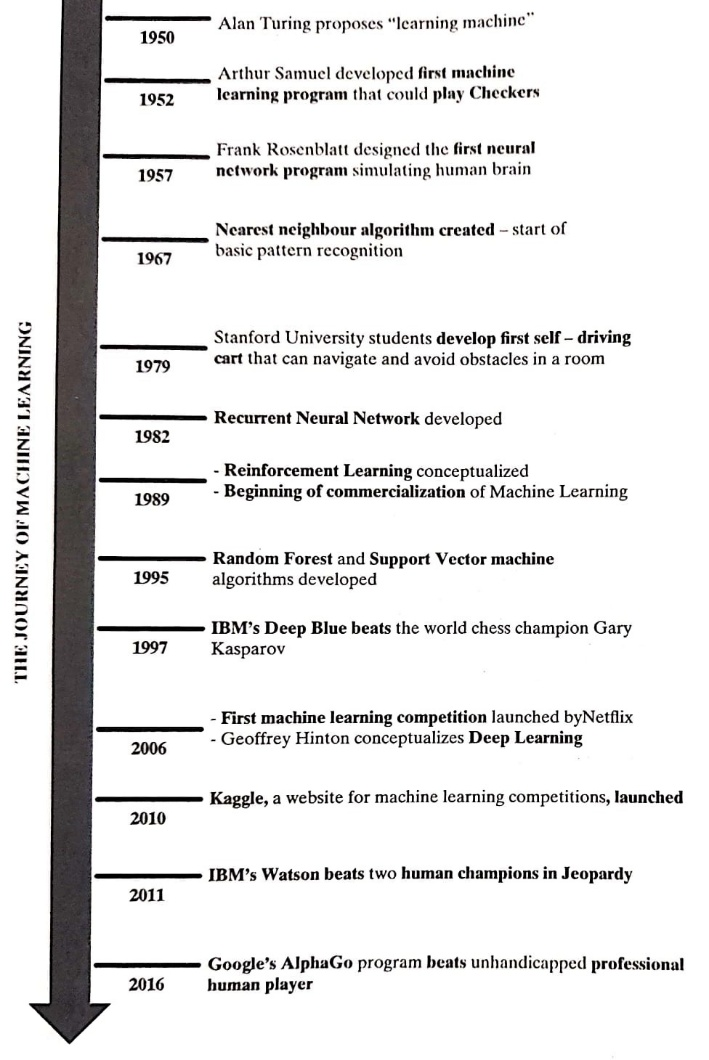 THE JOURNEY OF MACHINE LEARNING
1950
Alan Turing proposes “learning machine”
1952
Arthur Samuel developed first machine
learning program that could play Checkers
1957
Frank Rosenblatt designed the first neural
network program simulating human brain
1967
Nearest neighbour algorithm created – start of
basic pattern recognition
1979
Stanford University students develop first self – driving
cart that can navigate and avoid obstacles in a room
1982
Recurrent Neural Network developed
1989
- Reinforcement Learning conceptualized
- Beginning of commercialization of Machine Learning
1995
Random Forest and Support Vector machine
algorithms developed
1997
IBM’s Deep Blue beats the world chess champion Gary
Kasparov
2006
- First machine learning competition launched byNetflix
- Geoffrey Hinton conceptualizes Deep Learning
2010
Kaggle, a website for machine learning competitions, launched
2011
IBM’s Watson beats two human champions in Jeopardy
2016
Google’s AlphaGo program beats unhandicapped professional
human player